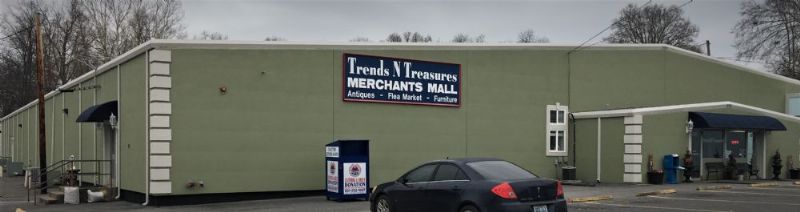 Trends N Treasures
MERCHANTS MALL
Antiques - Flea Market - Furniture
DONATION